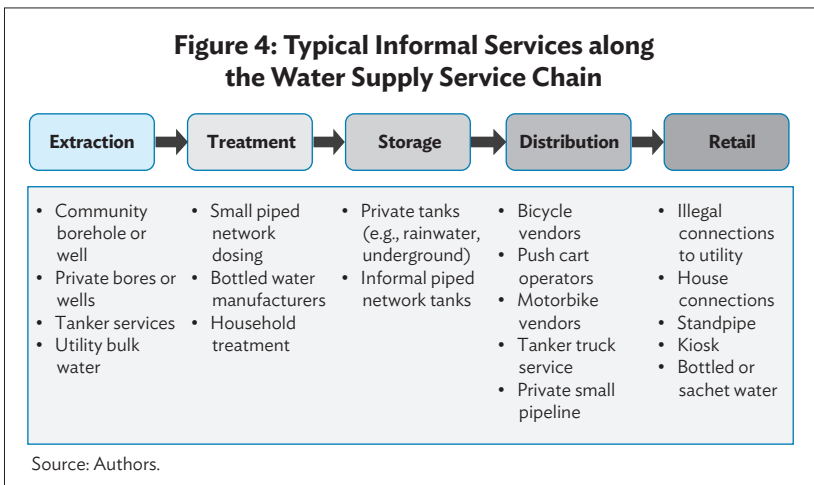 Figure 4: Typical Informal Services along
the Water Supply Service Chain
Extraction
Treatment
Storage
Distribution
Retail
• Community
borehole or
well
• Private bores or
wells
• Tanker services
• Utility bulk
water
• Small piped
network
dosing
• Bottled water
manufacturers
• Household
treatment
• Private tanks
(e.g., rainwater,
underground)
• Informal piped
network tanks
• Bicycle
vendors
• Push cart
operators
• Motorbike
vendors
• Tanker truck
service
• Private small
pipeline
• Illegal
connections
to utility
• House
connections
• Standpipe
• Kiosk
• Bottled or
sachet water
Source: Authors.